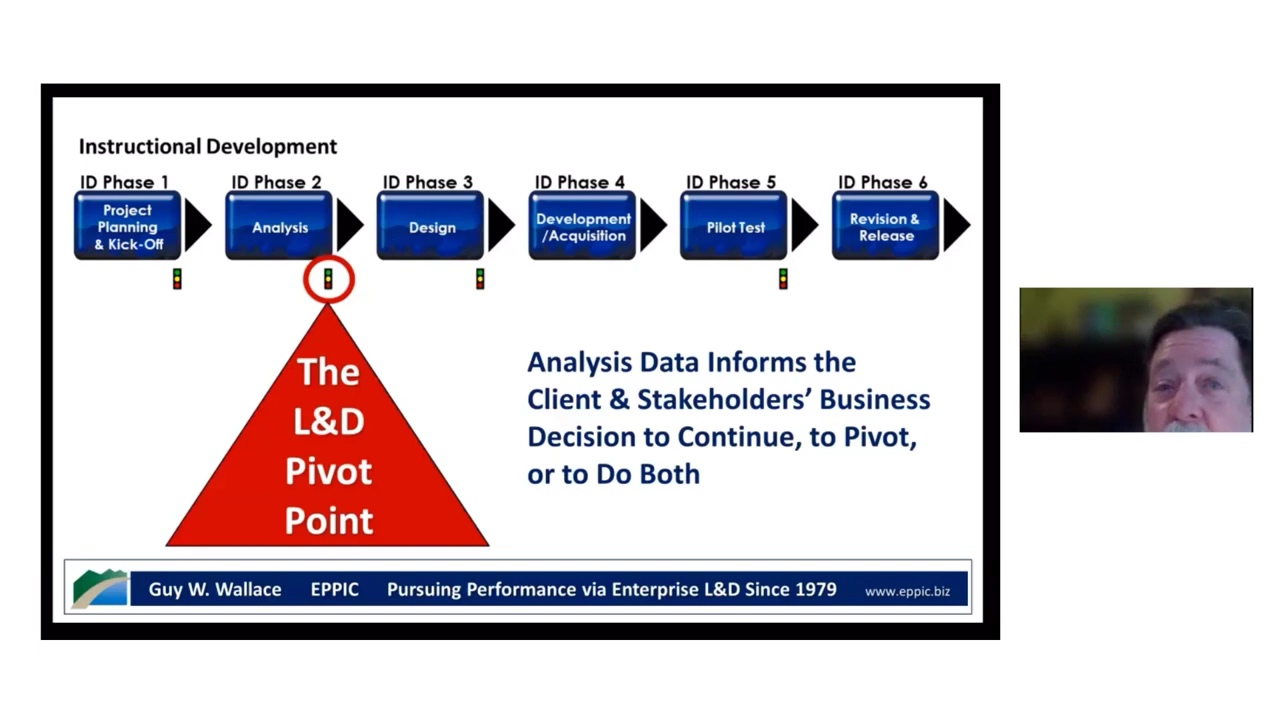 Instructional Development
ID Phase 1
ID Phase 2
ID Phase 3
ID Phase 4
ID Phase 5
ID Phase 6
Project
Planning
& Kick-Off
Analysis
Design
Development
/Acquisition
Pilot Test
Revision &
Release
The
L&D
Pivot
Point
Analysis Data Informs the
Client & Stakeholders’ Business
Decision to Continue, to Pivot,
or to Do Both
Guy W. Wallace EPPIC Pursuing Performance via Enterprise L&D Since 1979 www.eppic.biz